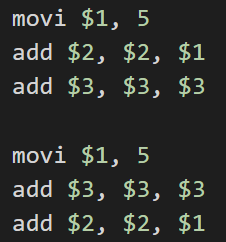 movi $1, 5
add $2, $2, $1
add $3, $3, $3

movi $1, 5
add $3, $3, $3
add $2, $2, $1